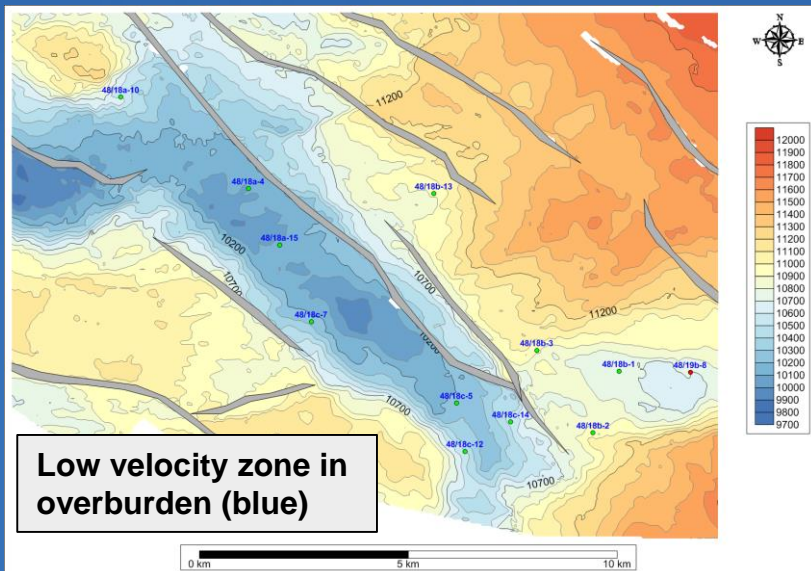 N
W E
S
48/18a-10
11200
48/18a-4
48/18b-13
10200
48/18a-15
10700
10700
11200
48/18c-7
10200
48/18b-3
48/18b-1
48/19b-8
10700
48/18c-5
48/18c-14
48/18b-2
48/18c-12
10700
Low velocity zone in
overburden (blue)
12000
11900
11800
11700
11600
11500
11400
11300
11200
11100
11000
10900
10800
10700
10600
10500
10400
10300
10200
10100
10000
9900
9800
9700
0 km 5 km 10 km